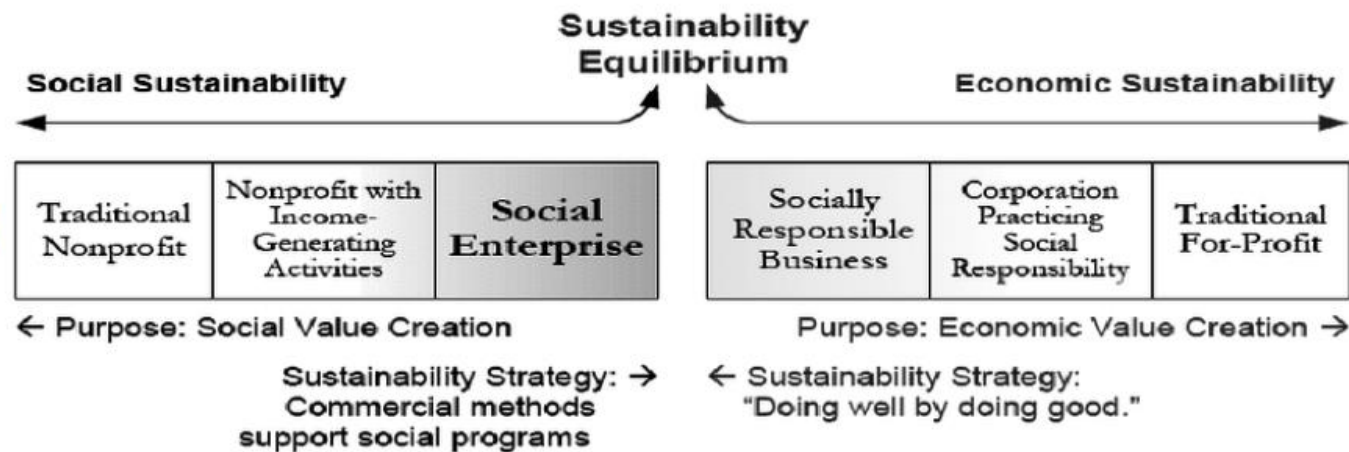 Sustainability
Equilibrium
Social Sustainability
Economic Sustainability
Traditional
Nonprofit
Nonprofit with
Income-
Generating
Activities
Social
Enterprise
Socially
Responsible
Business
Corporation
Practicing
Social
Responsibility
Traditional
For-Profit
← Purpose: Social Value Creation
Purpose: Economic Value Creation →
Sustainability Strategy: →
Commercial methods
support social programs
← Sustainability Strategy:
“Doing well by doing good.”